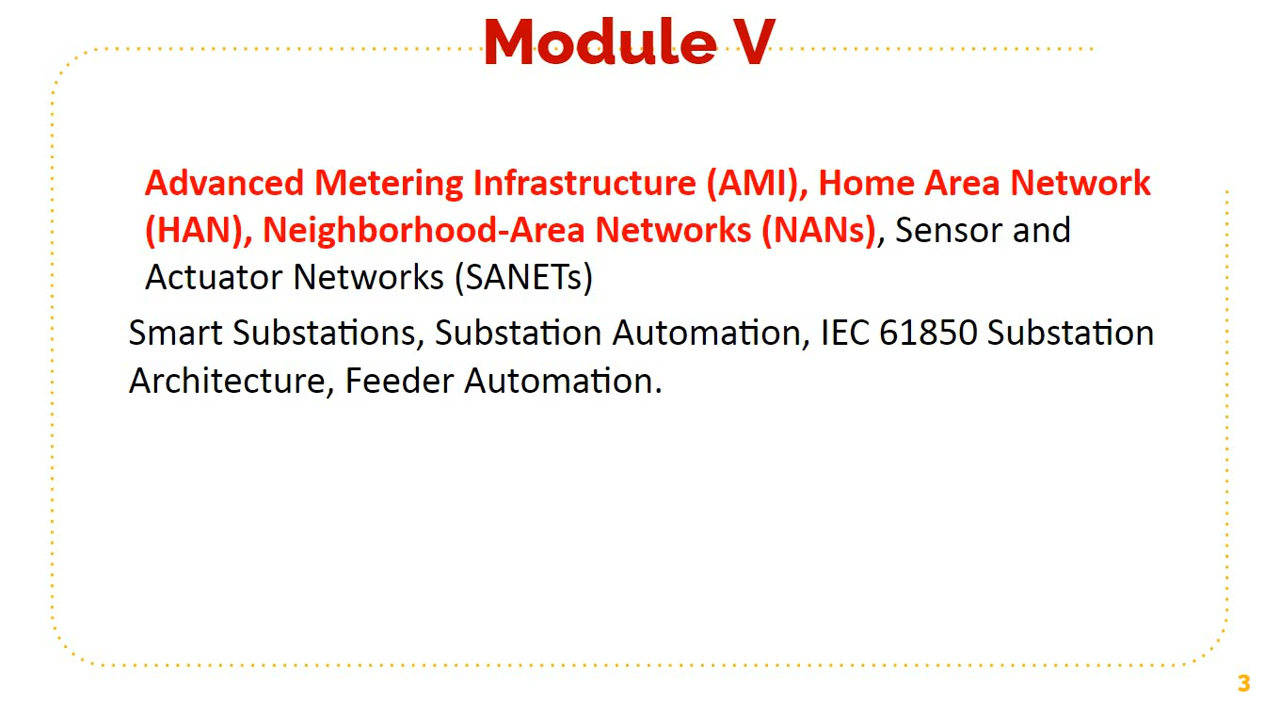 Module V
Advanced Metering Infrastructure (AMI), Home Area Network
(HAN), Neighborhood-Area Networks (NANs), Sensor and
Actuator Networks (SANETs)
Smart Substations, Substation Automation, IEC 61850 Substation
Architecture, Feeder Automation.
3